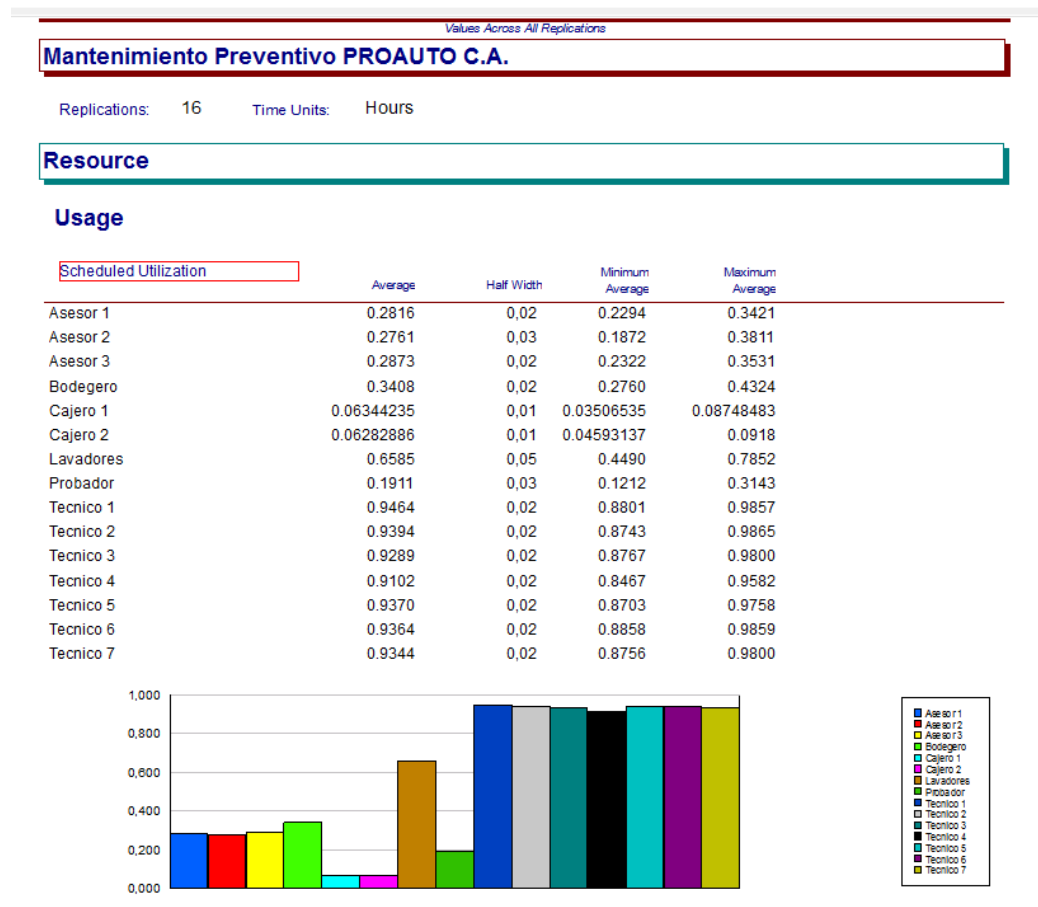 Values Across All Replications
Mantenimiento Preventivo PROAUTO C.A.
Replications: 16 Time Units: Hours
Resource
Usage
Scheduled Utilization Average Half Width Minimum Average Maximum Average
Asesor 1 0.2816 0,02 0.2294 0.3421
Asesor 2 0.2761 0,03 0.1872 0.3811
Asesor 3 0.2873 0,02 0.2322 0.3531
Bodegero 0.3408 0,02 0.2760 0.4324
Cajero 1 0.06344235 0,01 0.03506535 0.08748483
Cajero 2 0.06282886 0,01 0.04593137 0.0918
Lavadores 0.6585 0,05 0.4490 0.7852
Probador 0.1911 0,03 0.1212 0.3143
Tecnico 1 0.9464 0,02 0.8801 0.9857
Tecnico 2 0.9394 0,02 0.8743 0.9865
Tecnico 3 0.9289 0,02 0.8767 0.9800
Tecnico 4 0.9102 0,02 0.8467 0.9582
Tecnico 5 0.9370 0,02 0.8703 0.9758
Tecnico 6 0.9364 0,02 0.8858 0.9859
Tecnico 7 0.9344 0,02 0.8756 0.9800
1,000
0,800
0,600
0,400
0,200
0,000
Asesor 1
Asesor 2
Asesor 3
Bodegero
Cajero 1
Cajero 2
Lavadores
Probador
Tecnico 1
Tecnico 2
Tecnico 3
Tecnico 4
Tecnico 5
Tecnico 6
Tecnico 7